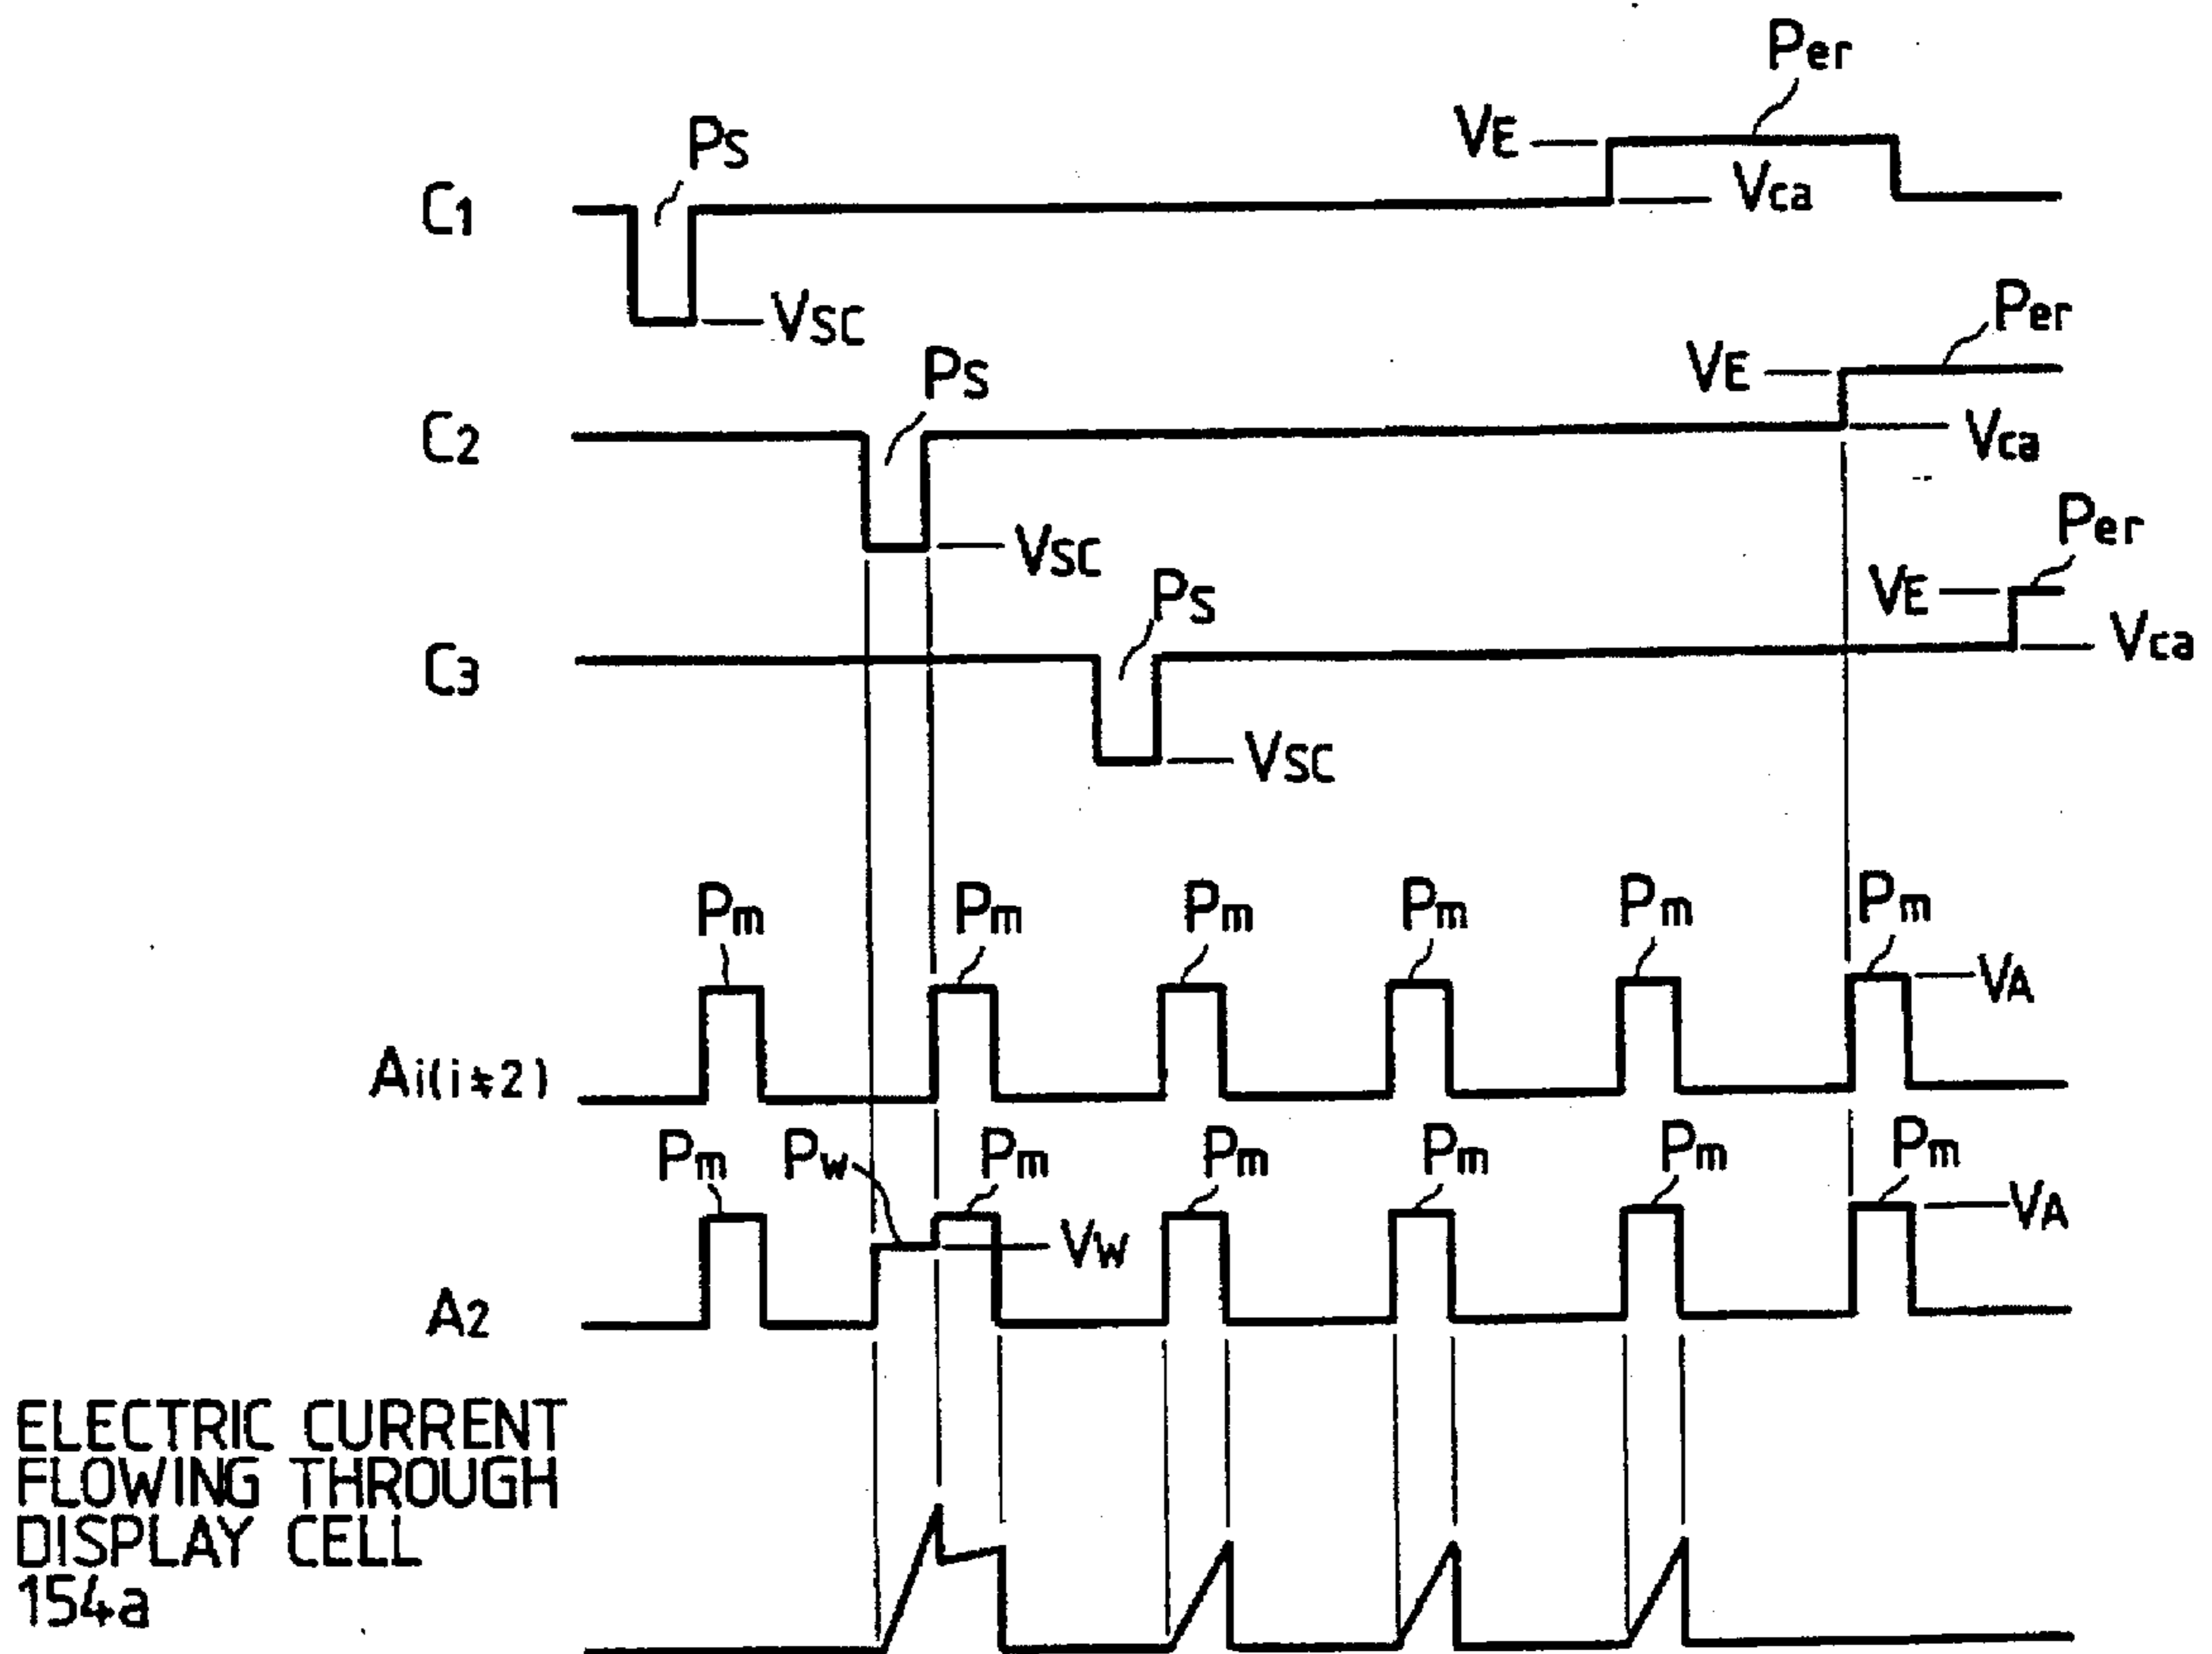 Per
Ps
VE
Vca
C1
VSC
Per
Ps
VE
C2
Vca
VSC
Per
Ps
VE
Vca
C3
VSC
Pm Pm Pm Pm Pm Pm
VA
Ai(i≠2)
Pm Pw Pm Pm Pm Pm Pm
VA
VW
A2
ELECTRIC CURRENT
FLOWING THROUGH
DISPLAY CELL
154a